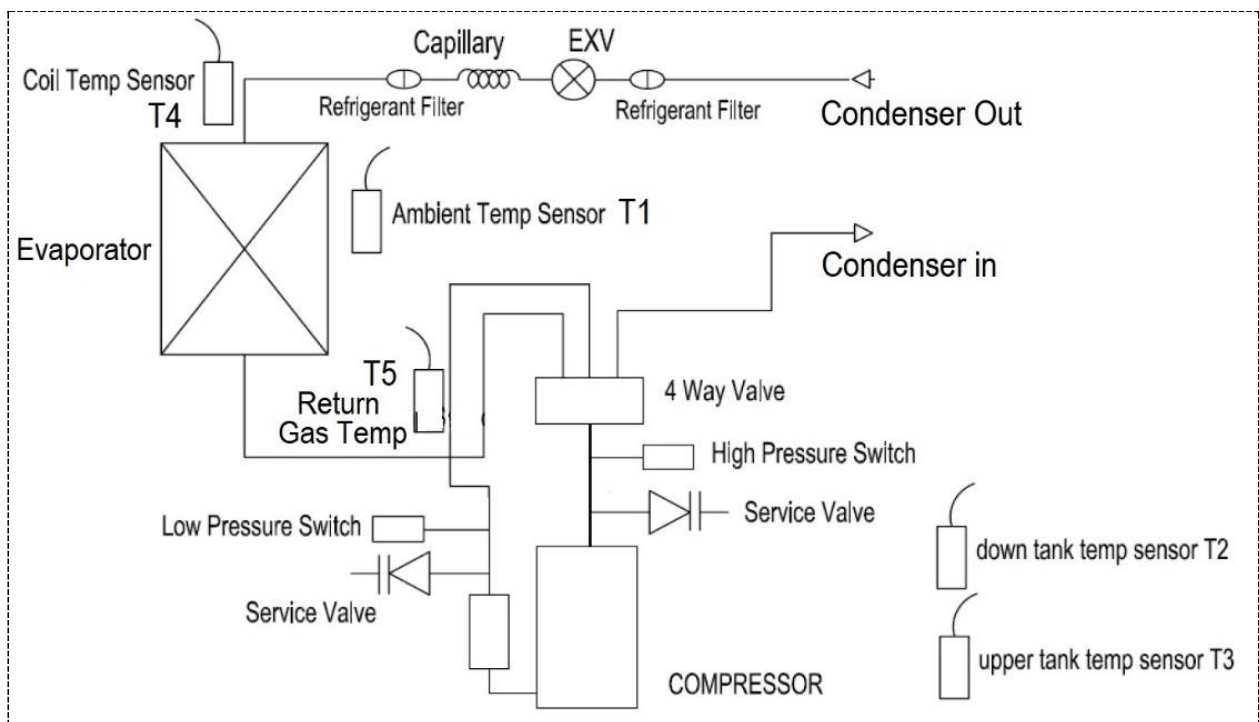 Capillary
EXV
Coil Temp Sensor
T4
Refrigerant Filter
Refrigerant Filter
Condenser Out
Ambient Temp Sensor T1
Evaporator
Condenser in
T5
Return
Gas Temp
4 Way Valve
High Pressure Switch
Low Pressure Switch
Service Valve
Service Valve
down tank temp sensor T2
upper tank temp sensor T3
COMPRESSOR